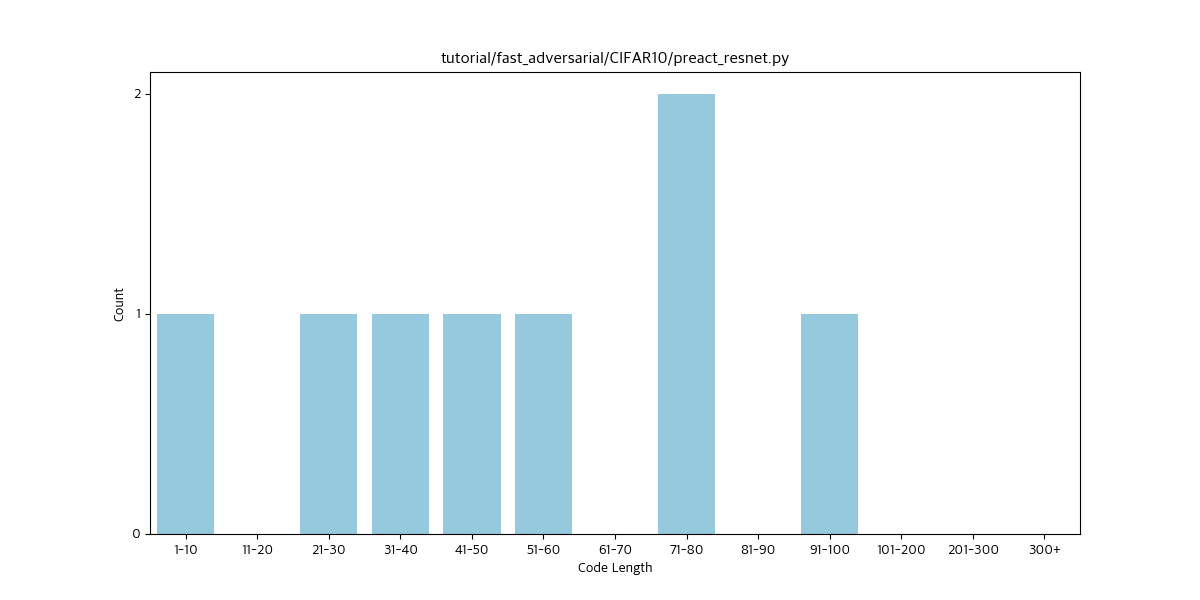 tutorial/fast_adversarial/CIFAR10/preact_resnet.py
2
1
0
Count
1-10 11-20 21-30 31-40 41-50 51-60 61-70 71-80 81-90 91-100 101-200 201-300 300+
Code Length